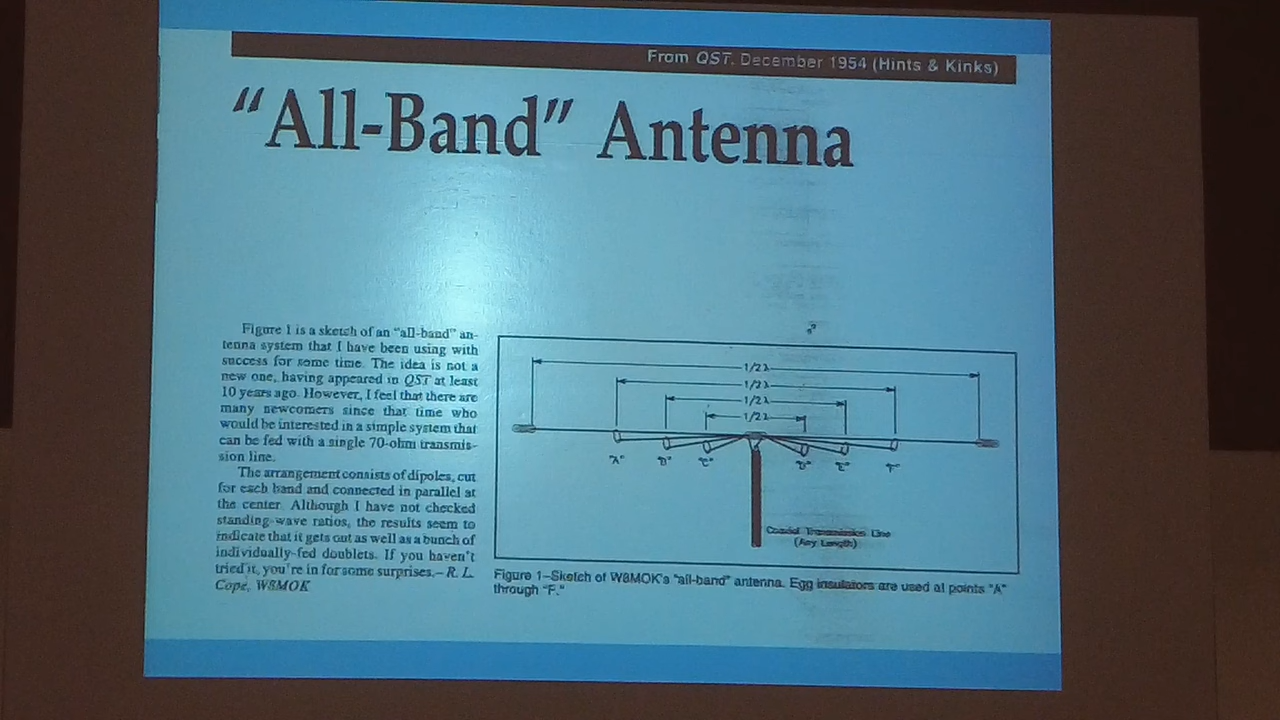 From QST, December 1954 (Hints & Kinks)
"All-Band" Antenna
Figure 1 is a sketch of an "all-band" an-
tenna system that I have been using with
success for some time. The idea is not a
new one, having appeared in QST at least
10 years ago. However, I feel that there are
many newcomers since that time who
would be interested in a simple system that
can be fed with a single 70-ohm transmis-
sion line.
The arrangement consists of dipoles, cut
for each band and connected in parallel at
the center. Although I have not checked
standing-wave ratios, the results seem to
indicate that it gets out as well as a bunch of
individually-fed doublets. If you haven't
tried it, you're in for some surprises.—R. L.
Cope, W8MOK
1/2 λ
1/2 λ
1/2 λ
1/2 λ
"A" "B" "C" "D" "E" "F"
Coaxial Transmission Line
(Any Length)
Figure 1—Sketch of W8MOK's "all-band" antenna. Egg insulators are used at points "A"
through "F."